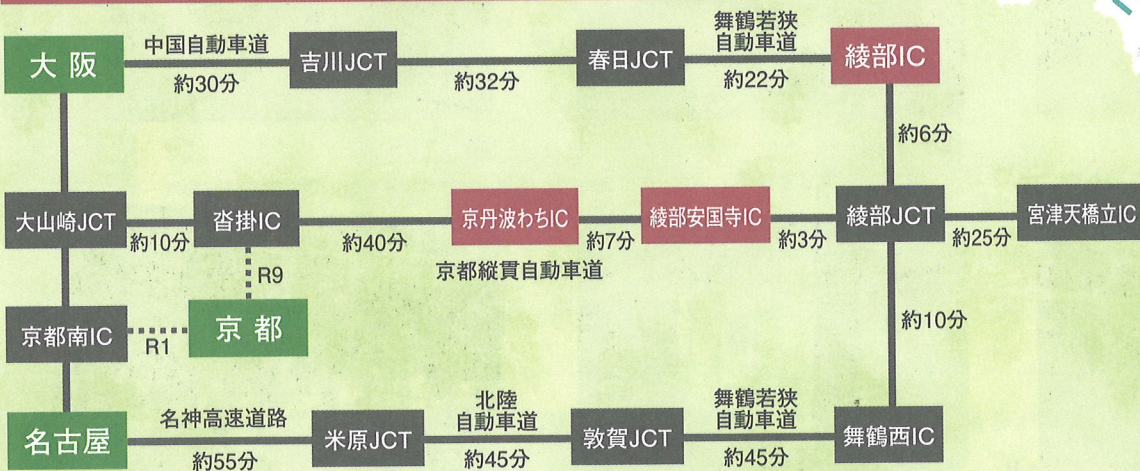 大阪
中国自動車道
約30分
吉川JCT
約32分
春日JCT
舞鶴若狭
自動車道
約22分
綾部IC
約6分
大山崎JCT
約10分
沓掛IC
約40分
京丹波わちIC
約7分
綾部安国寺IC
約3分
綾部JCT
約25分
宮津天橋立IC
京都縦貫自動車道
R9
京都南IC
R1
京都
約10分
名古屋
名神高速道路
約55分
米原JCT
北陸
自動車道
約45分
敦賀JCT
舞鶴若狭
自動車道
約45分
舞鶴西IC